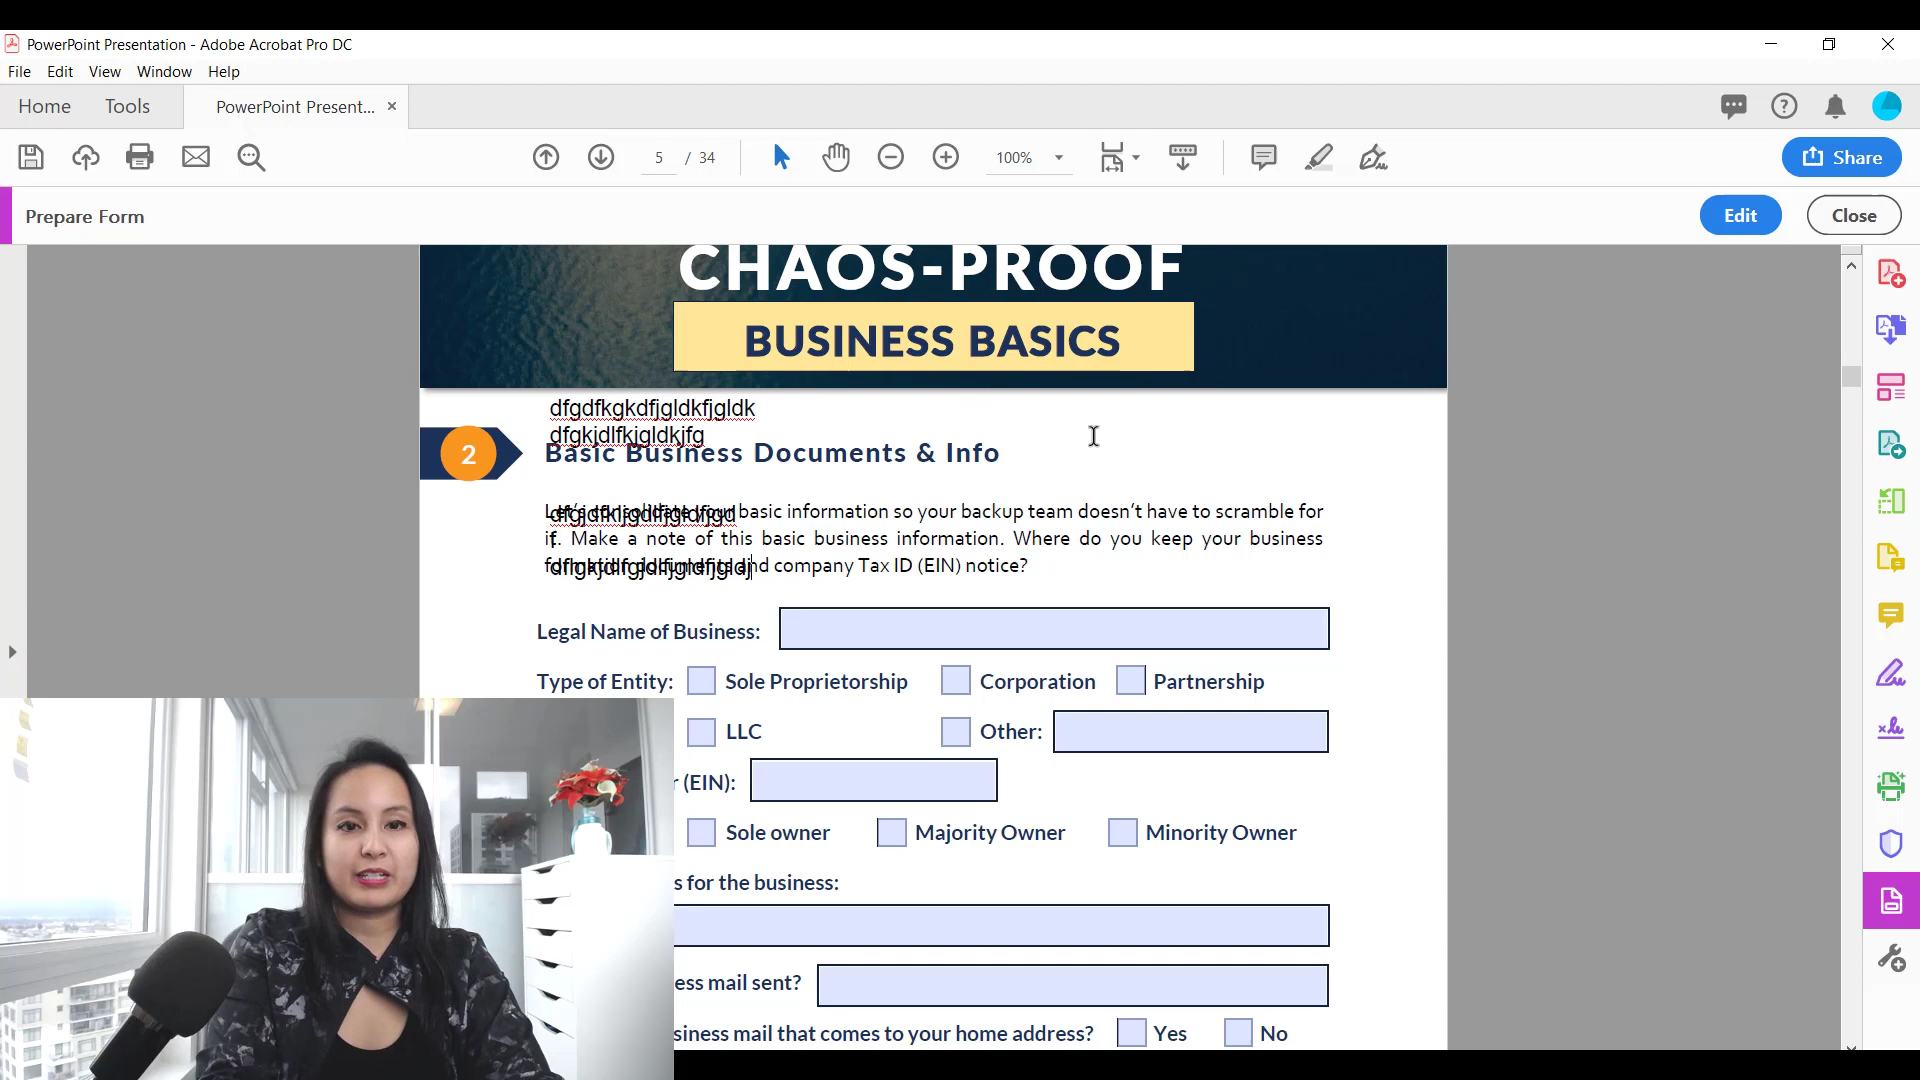 PowerPoint Presentation - Adobe Acrobat Pro DC
File Edit View Window Help
Home Tools PowerPoint Present...
5 / 34 100% Share
Prepare Form Edit Close
CHAOS-PROOF
BUSINESS BASICS
dfgdfkgkdfjgldkfjgldk
dfgkjdlfkjgldkjfg
2 Basic Business Documents & Info
basic information so your backup team doesn't have to scramble for
Make a note of this basic business information. Where do you keep your business
and company Tax ID (EIN) notice?
Legal Name of Business:
Type of Entity: Sole Proprietorship Corporation Partnership
LLC Other:
(EIN):
Sole owner Majority Owner Minority Owner
s for the business:
ess mail sent?
siness mail that comes to your home address? Yes No